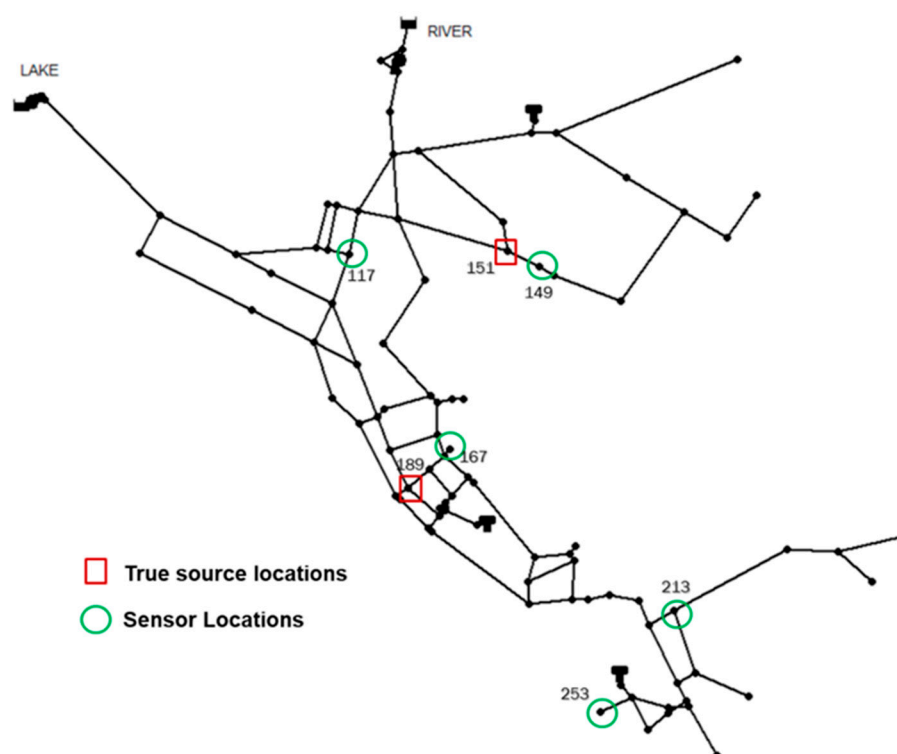 RIVER
LAKE
117
151
149
189
167
True source locations
213
Sensor Locations
253